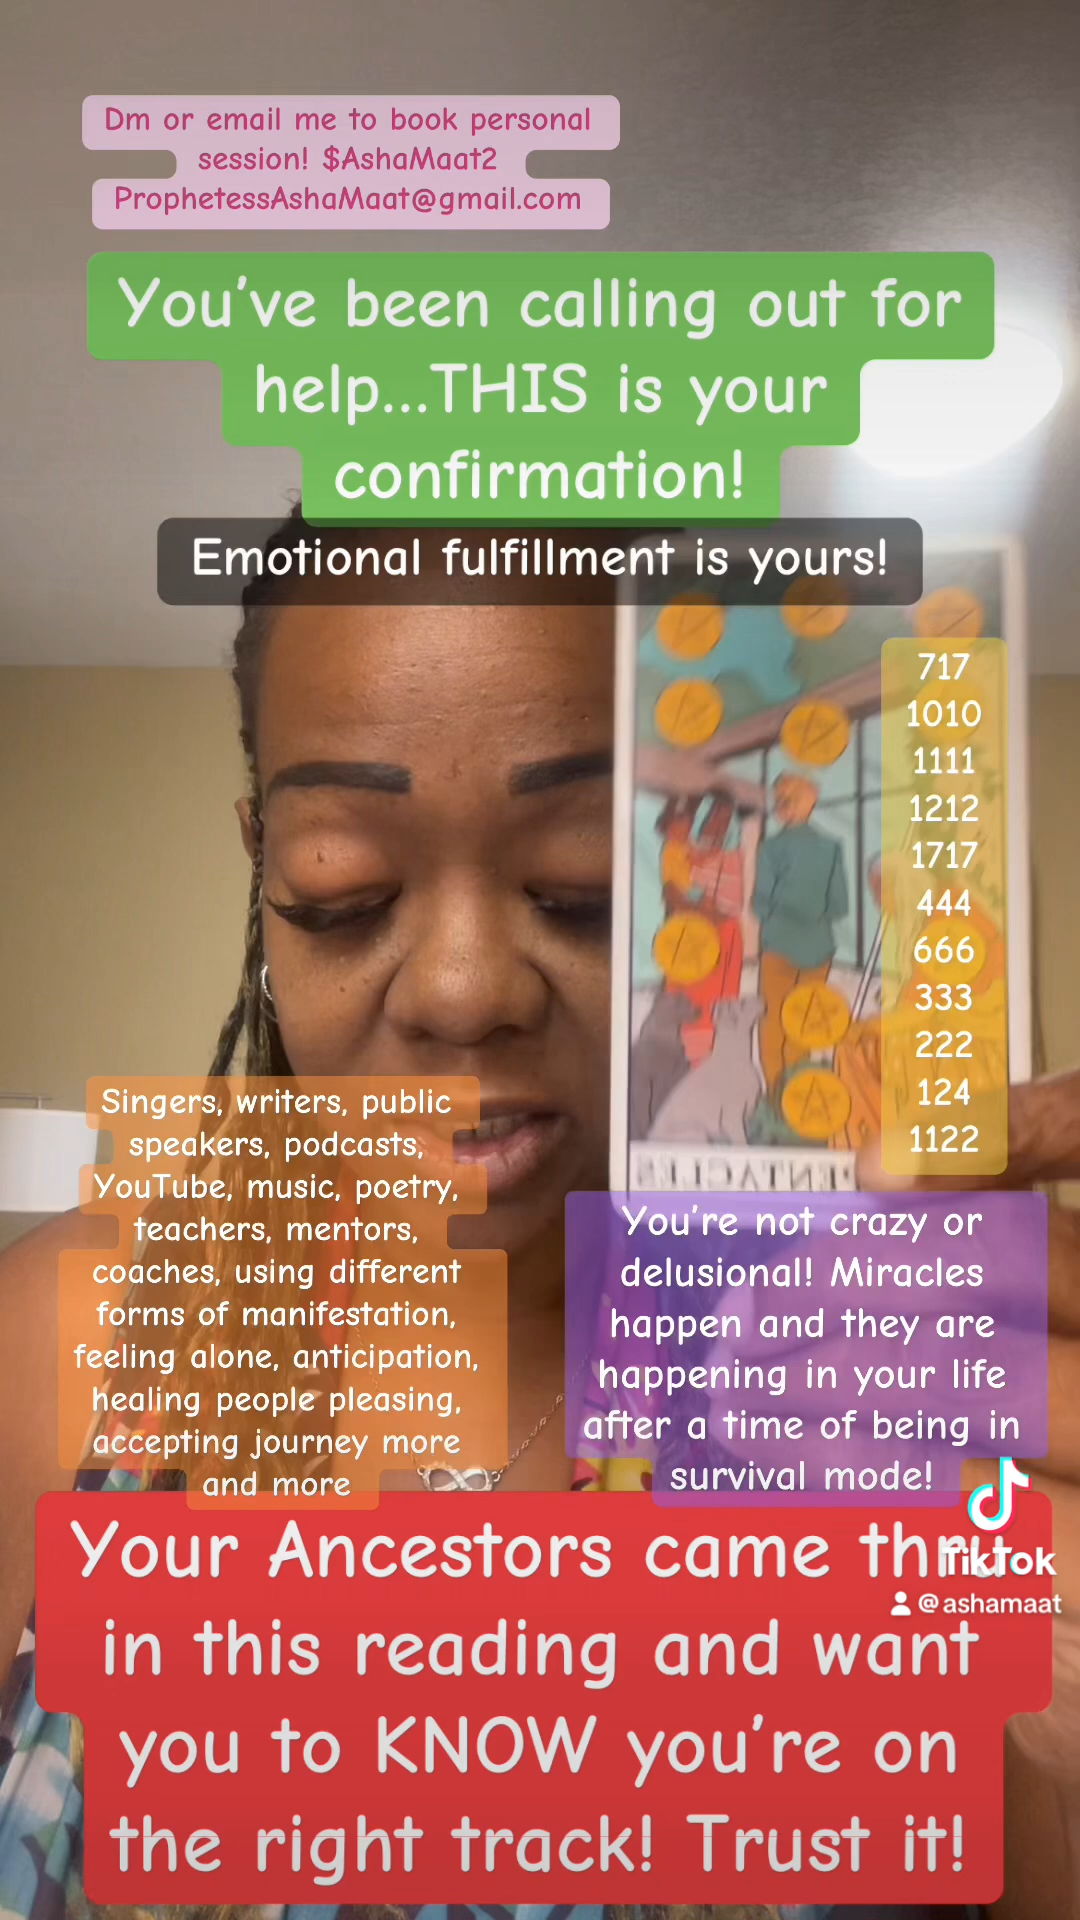 Dm or email me to book personal
session! $AshaMaat2
ProphetessAshaMaat@gmail.com
You've been calling out for
help...THIS is your
confirmation!
Emotional fulfillment is yours!
717
1010
1111
1212
1717
444
666
333
222
124
1122
Singers, writers, public
speakers, podcasts,
YouTube, music, poetry,
teachers, mentors,
coaches, using different
forms of manifestation,
feeling alone, anticipation,
healing people pleasing,
accepting journey more
and more
You're not crazy or
delusional! Miracles
happen and they are
happening in your life
after a time of being in
survival mode!
Your Ancestors came thru
in this reading and want
you to KNOW you're on
the right track! Trust it!
TikTok
@ashamaat